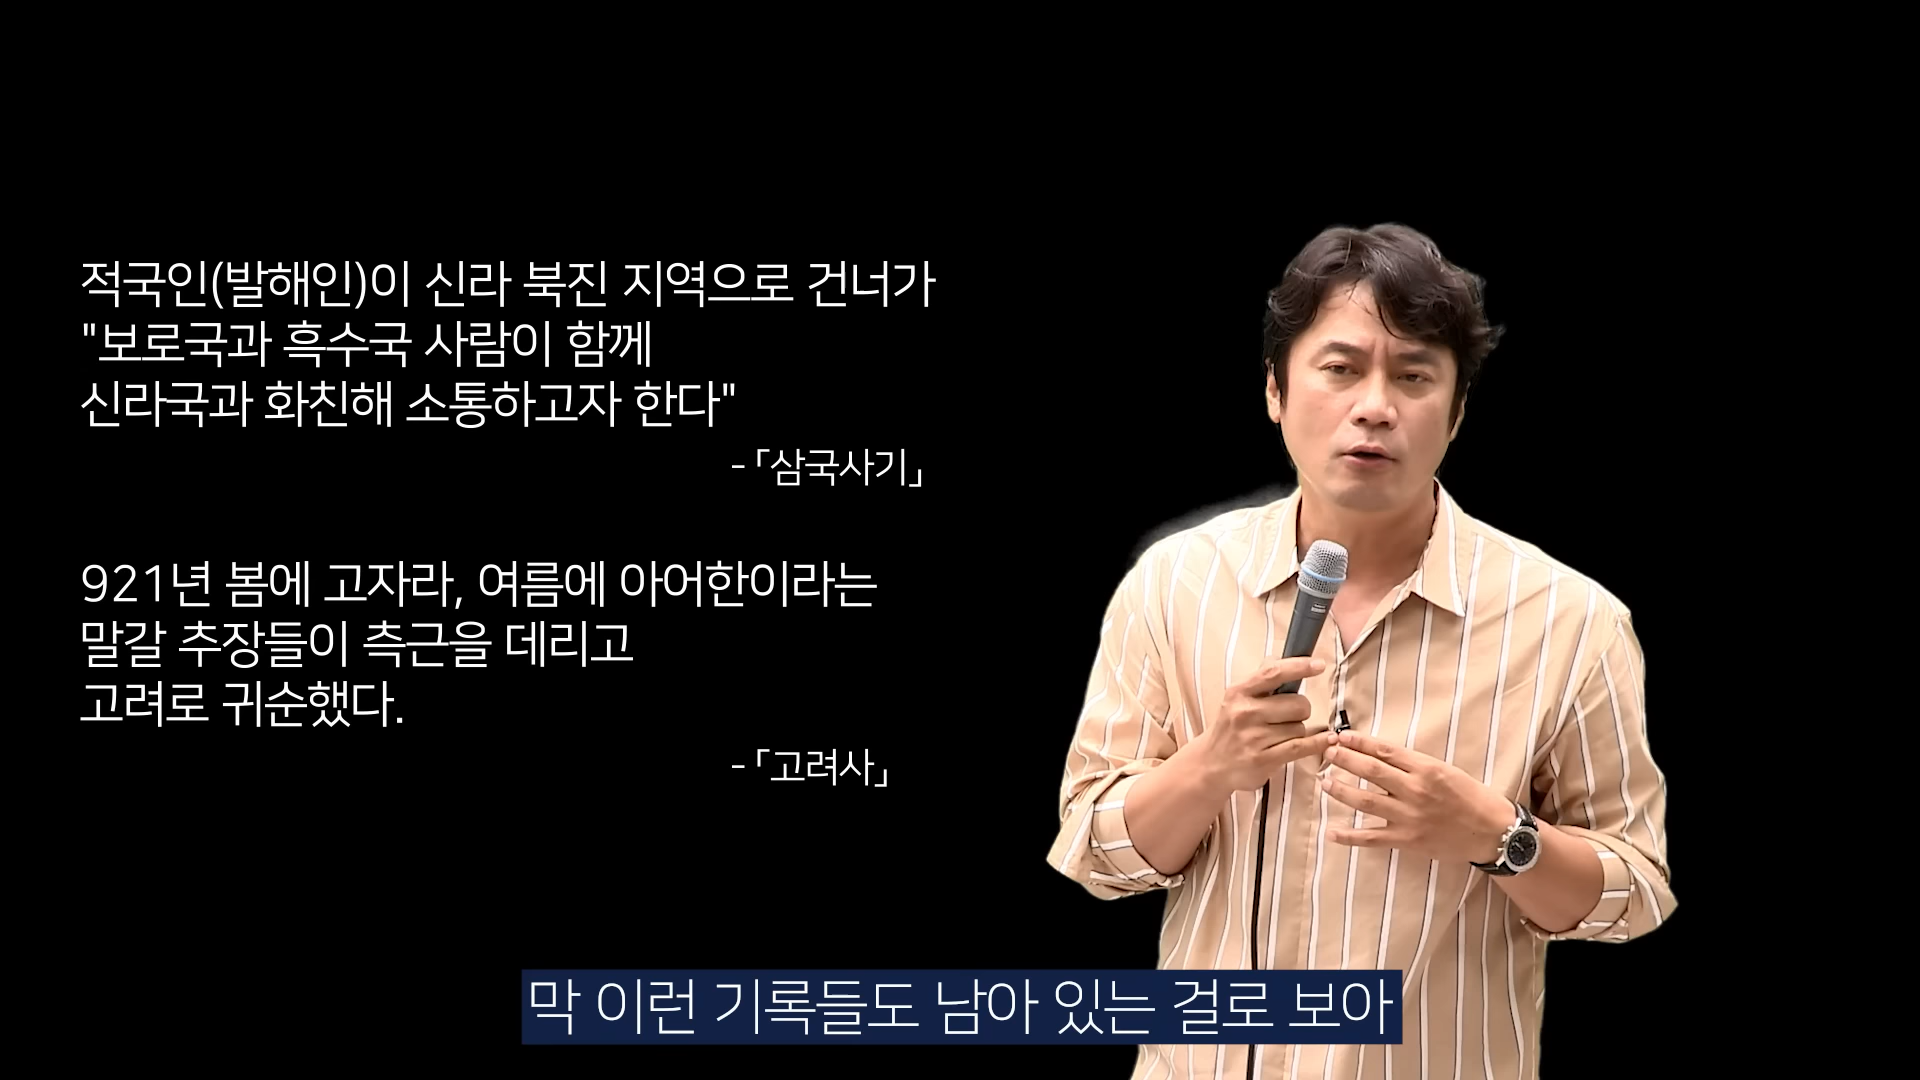 적국인(발해인)이 신라 북진 지역으로 건너가
"보로국과 흑수국 사람이 함께
신라국과 화친해 소통하고자 한다"
-「삼국사기」
921년 봄에 고자라, 여름에 아어한이라는
말갈 추장들이 측근을 데리고
고려로 귀순했다.
-「고려사」
막 이런 기록들도 남아 있는 걸로 보아